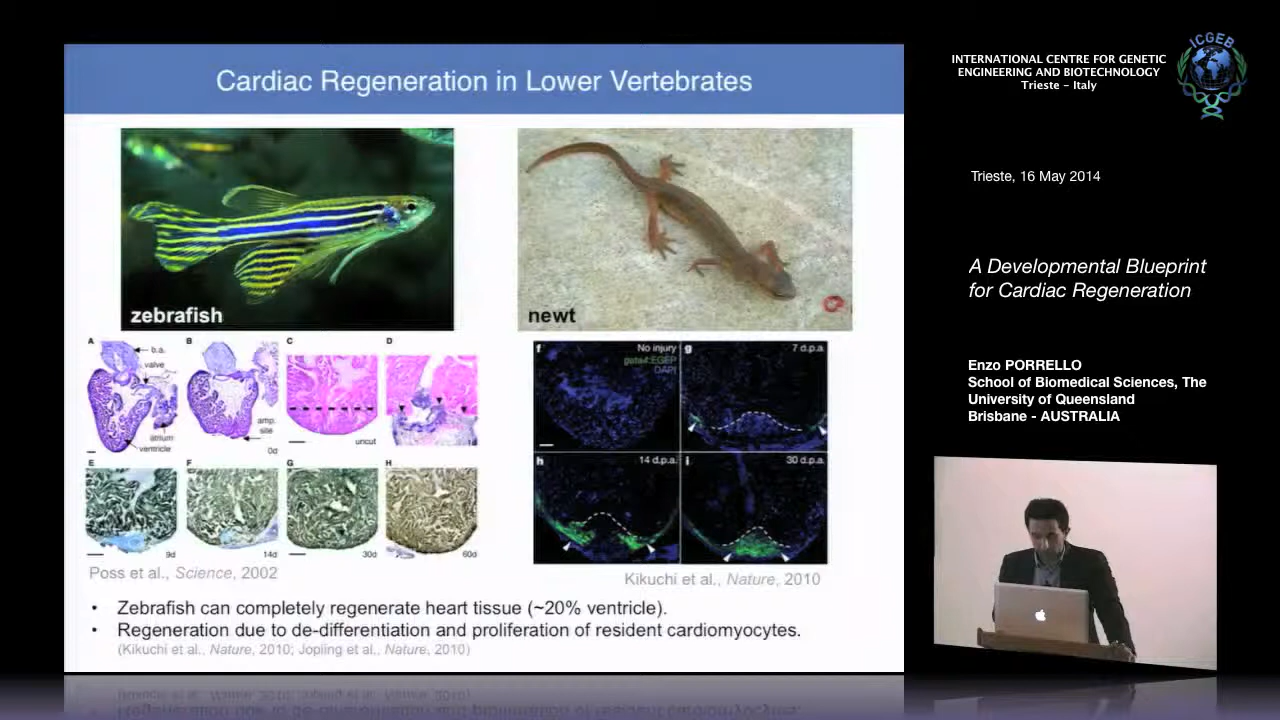 Cardiac Regeneration in Lower Vertebrates
zebrafish
newt
A
b.a.
valve
atrium
ventricle
B
amp.
site
0d
C
uncut
D
E
9d
F
14d
G
30d
H
60d
Poss et al., Science, 2002
f
No injury
gata4:EGFP
DAPI
g
7 d.p.a.
h
14 d.p.a.
i
30 d.p.a.
Kikuchi et al., Nature, 2010
• Zebrafish can completely regenerate heart tissue (~20% ventricle).
• Regeneration due to de-differentiation and proliferation of resident cardiomyocytes.
(Kikuchi et al., Nature, 2010; Jopling et al., Nature, 2010)
INTERNATIONAL CENTRE FOR GENETIC
ENGINEERING AND BIOTECHNOLOGY
Trieste - Italy
ICGEB
Trieste, 16 May 2014
A Developmental Blueprint
for Cardiac Regeneration
Enzo PORRELLO
School of Biomedical Sciences, The
University of Queensland
Brisbane - AUSTRALIA